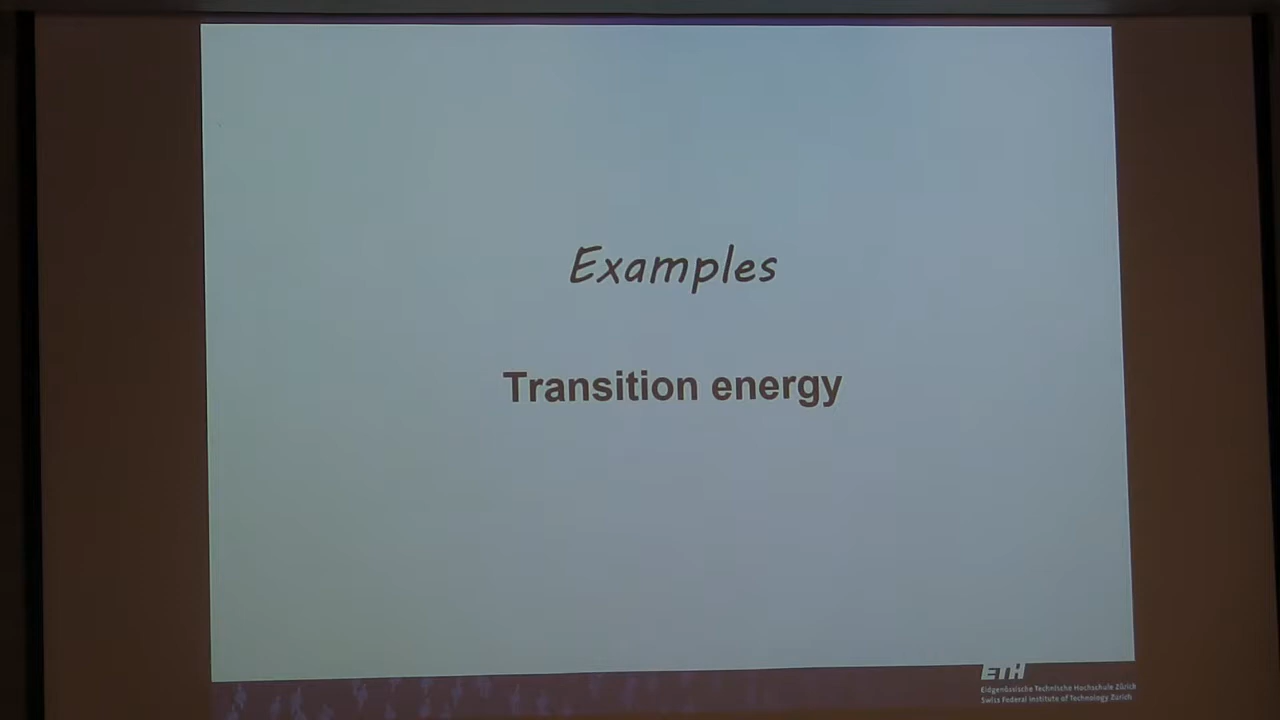 Examples
Transition energy
ETH
Eidgenössische Technische Hochschule Zürich
Swiss Federal Institute of Technology Zurich